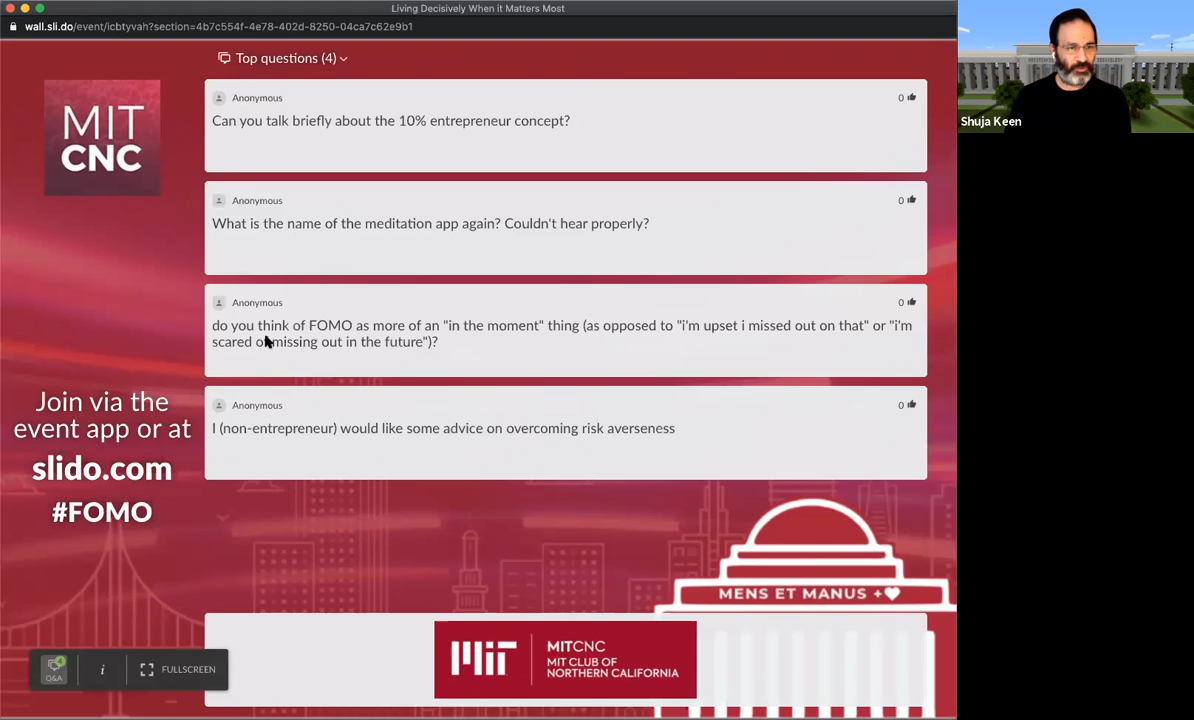 Living Decisively When it Matters Most
wall.sli.do/event/icbtyvah?section=4b7c554f-4e78-402d-8250-04ca7c62e9b1
Top questions (4)
MIT
CNC
Anonymous
0
Can you talk briefly about the 10% entrepreneur concept?
Anonymous
0
What is the name of the meditation app again? Couldn't hear properly?
Anonymous
0
do you think of FOMO as more of an "in the moment" thing (as opposed to "i'm upset i missed out on that" or "i'm
scared of missing out in the future")?
Anonymous
0
I (non-entrepreneur) would like some advice on overcoming risk averseness
Join via the
event app or at
slido.com
#FOMO
MENS ET MANUS +
MIT
MITCNC
MIT CLUB OF
NORTHERN CALIFORNIA
4
Q&A
i
FULLSCREEN
Shuja Keen